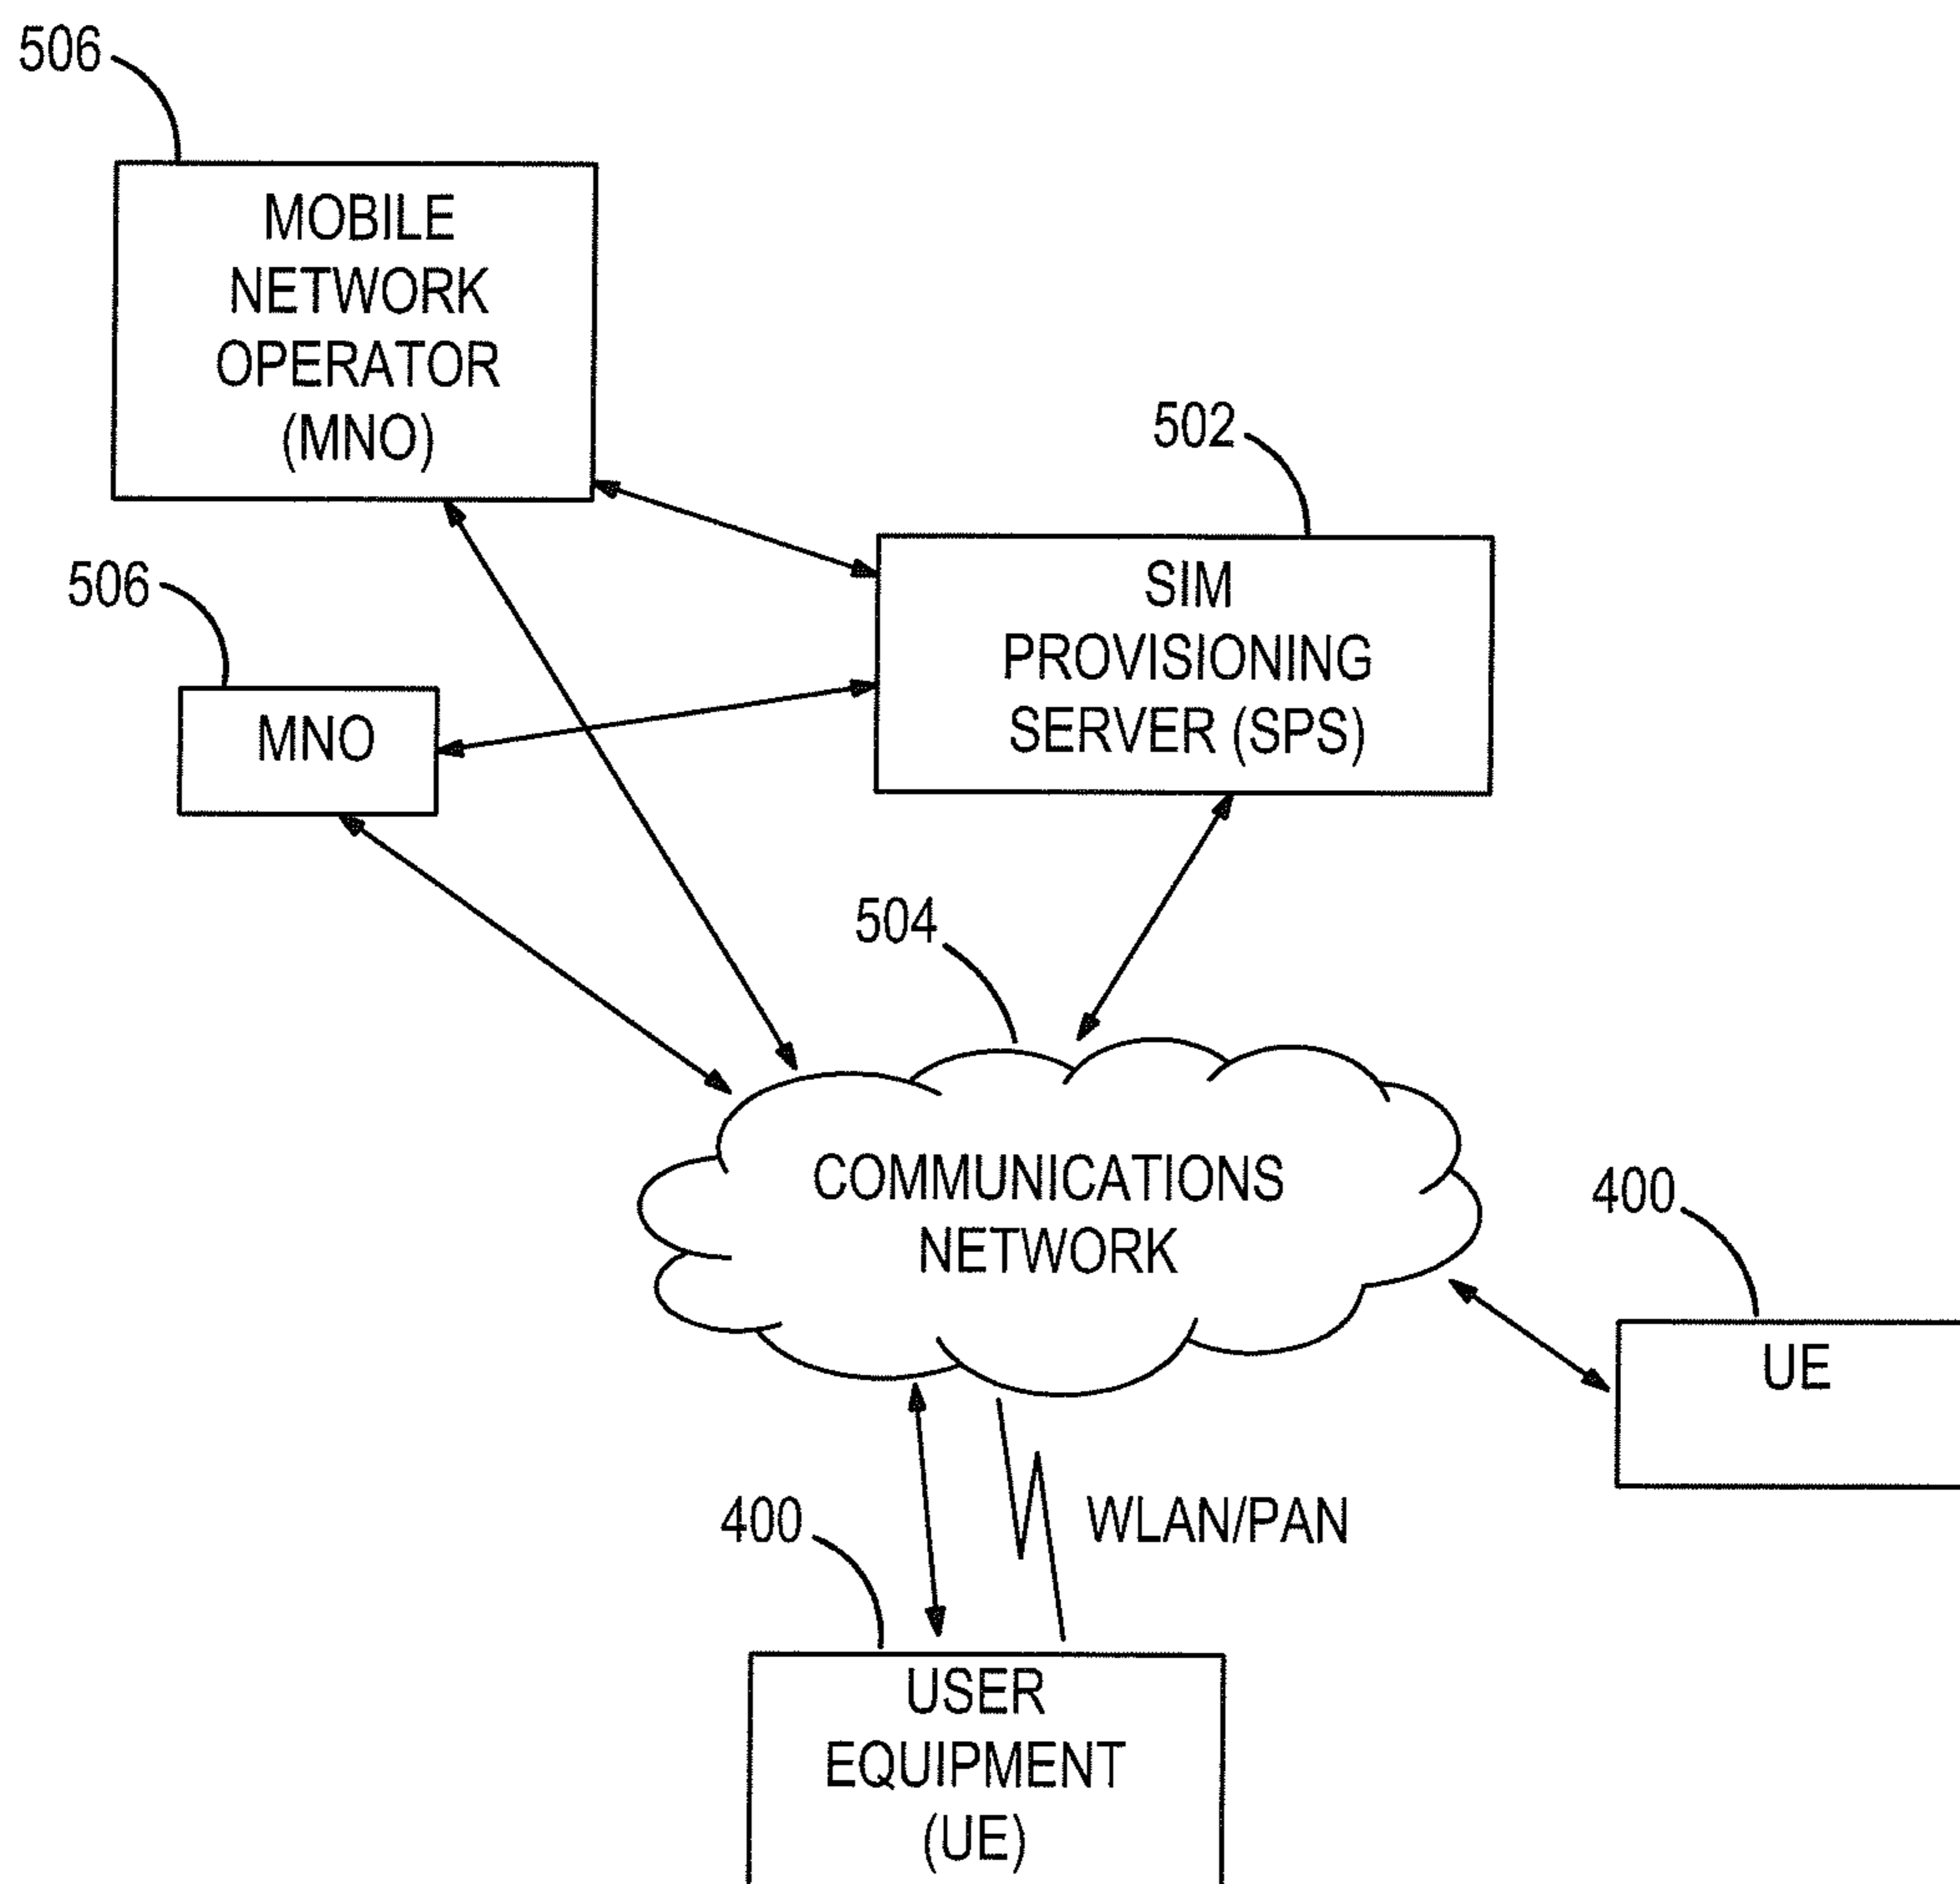 506
MOBILE
NETWORK
OPERATOR
(MNO)
502
SIM
PROVISIONING
SERVER (SPS)
506
MNO
504
COMMUNICATIONS
NETWORK
400
UE
400
WLAN/PAN
USER
EQUIPMENT
(UE)